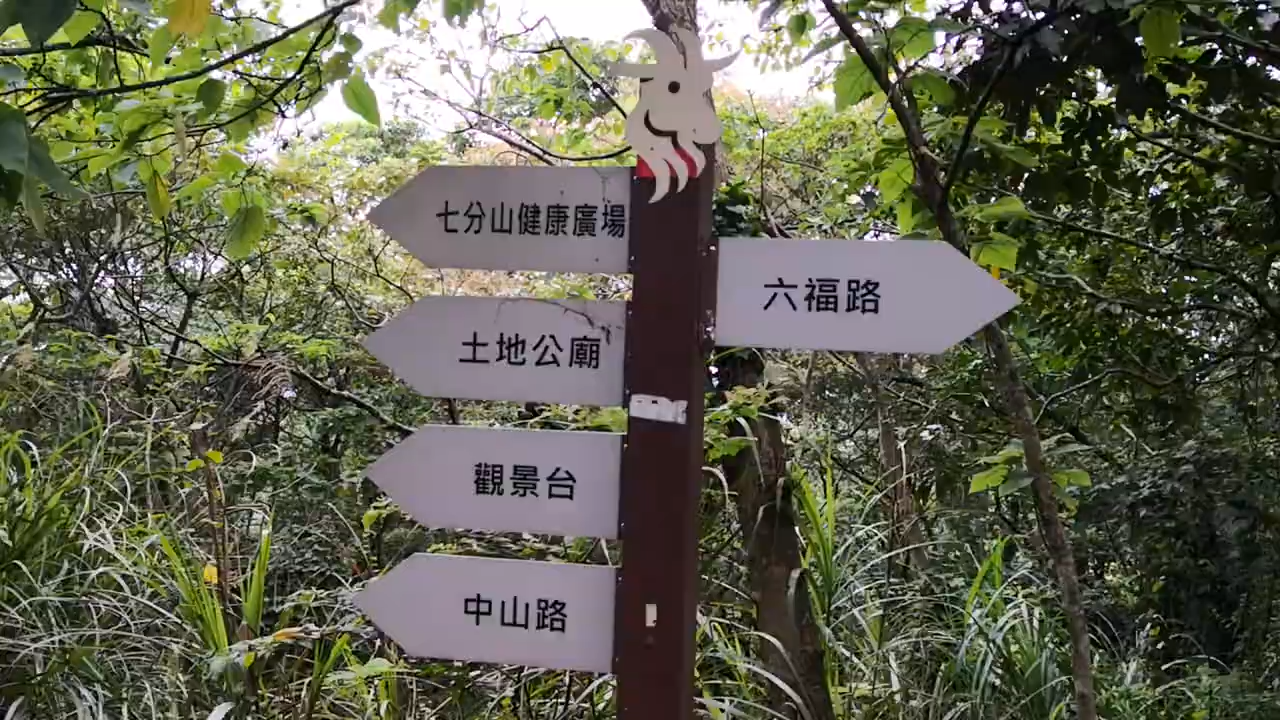 七分山健康廣場
六福路
土地公廟
觀景台
中山路